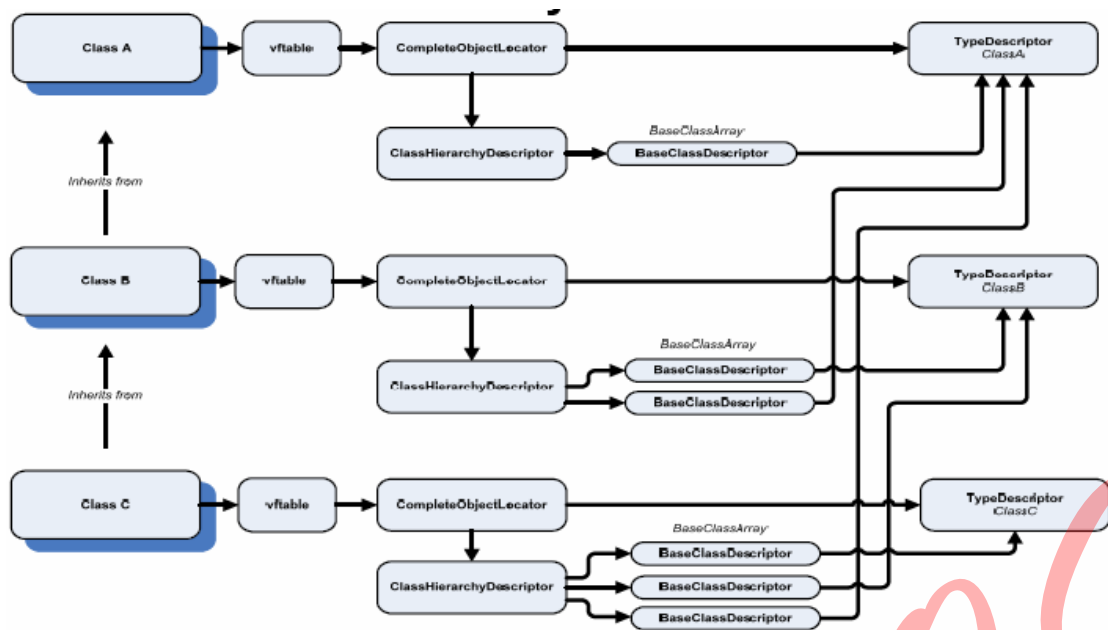 Class A
vftable
CompleteObjectLocator
TypeDescriptor
ClassA
ClassHierarchyDescriptor
BaseClassArray
BaseClassDescriptor
Inherits from
Class B
vftable
CompleteObjectLocator
TypeDescriptor
ClassB
ClassHierarchyDescriptor
BaseClassArray
BaseClassDescriptor
BaseClassDescriptor
Inherits from
Class C
vftable
CompleteObjectLocator
TypeDescriptor
ClassC
ClassHierarchyDescriptor
BaseClassArray
BaseClassDescriptor
BaseClassDescriptor
BaseClassDescriptor